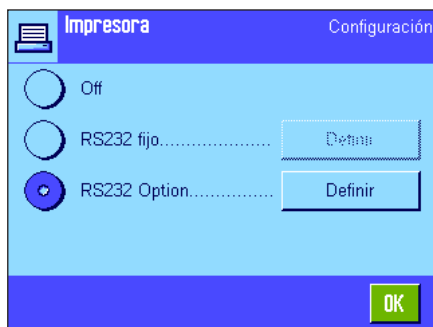 Impresora Configuración
Off
RS232 fijo..................... Definir
RS232 Option................ Definir
OK